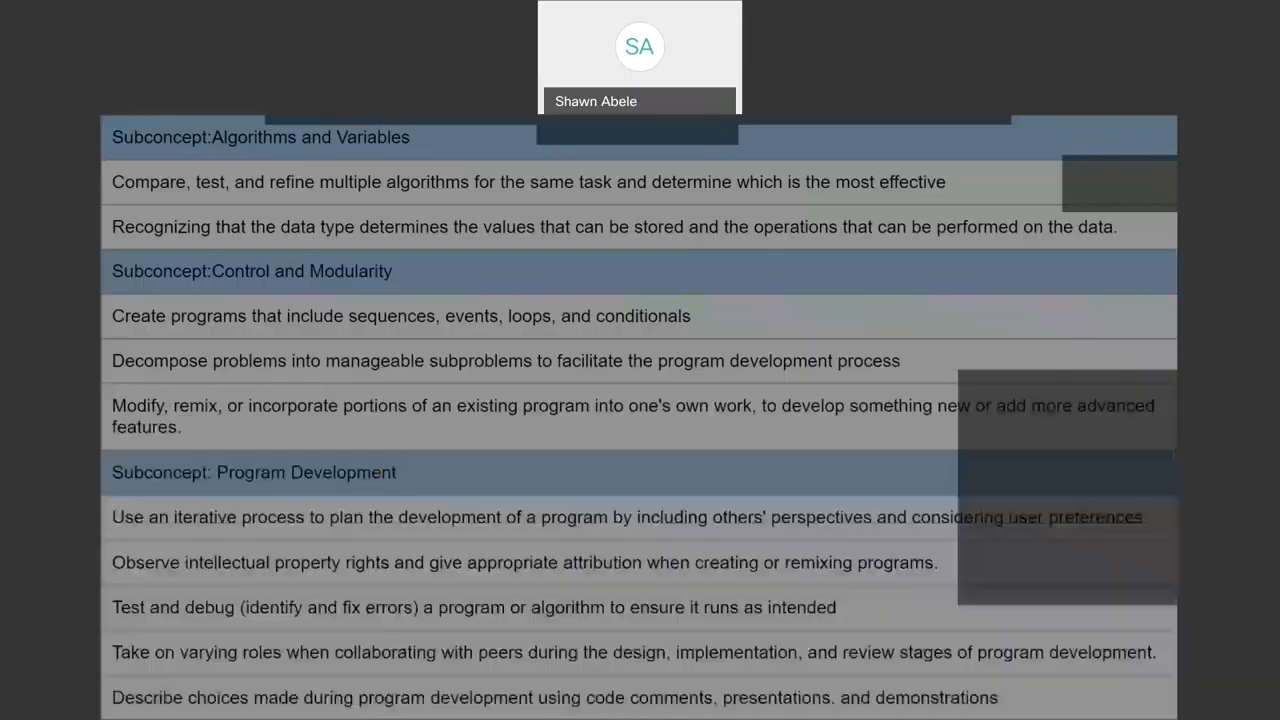 SA
Shawn Abele
Subconcept:Algorithms and Variables
Compare, test, and refine multiple algorithms for the same task and determine which is the most effective
Recognizing that the data type determines the values that can be stored and the operations that can be performed on the data.
Subconcept:Control and Modularity
Create programs that include sequences, events, loops, and conditionals
Decompose problems into manageable subproblems to facilitate the program development process
Modify, remix, or incorporate portions of an existing program into one's own work, to develop something new or add more advanced
features.
Subconcept: Program Development
Use an iterative process to plan the development of a program by including others' perspectives and considering user preferences
Observe intellectual property rights and give appropriate attribution when creating or remixing programs.
Test and debug (identify and fix errors) a program or algorithm to ensure it runs as intended
Take on varying roles when collaborating with peers during the design, implementation, and review stages of program development.
Describe choices made during program development using code comments, presentations. and demonstrations